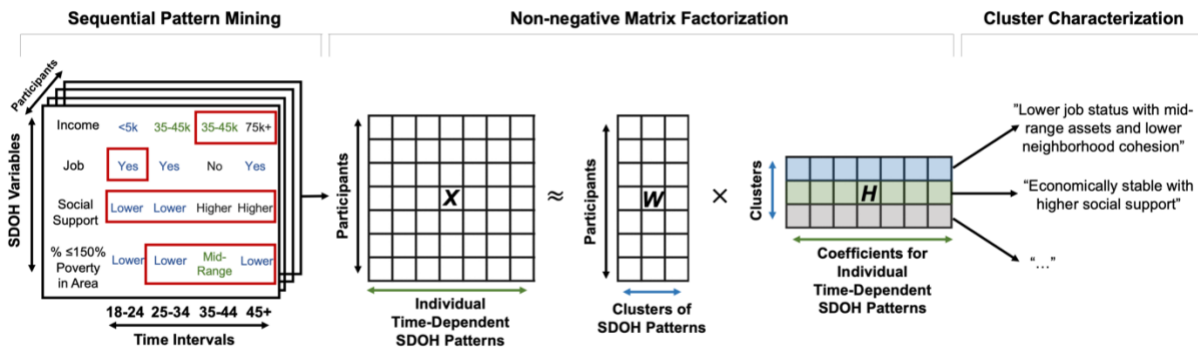 Sequential Pattern Mining
Non-negative Matrix Factorization
Cluster Characterization
Participants
SDOH Variables
Income <5k 35-45k 35-45k 75k+
Job Yes Yes No Yes
Social
Support
Lower Lower Higher Higher
% ≤150%
Poverty
in Area
Lower Lower Mid-
Range
Lower
18-24 25-34 35-44 45+
Time Intervals
Participants
X
Individual
Time-Dependent
SDOH Patterns
≈
Participants
W
Clusters of
SDOH Patterns
×
Clusters
H
Coefficients for
Individual
Time-Dependent
SDOH Patterns
"Lower job status with mid-
range assets and lower
neighborhood cohesion"
"Economically stable with
higher social support"
"..."